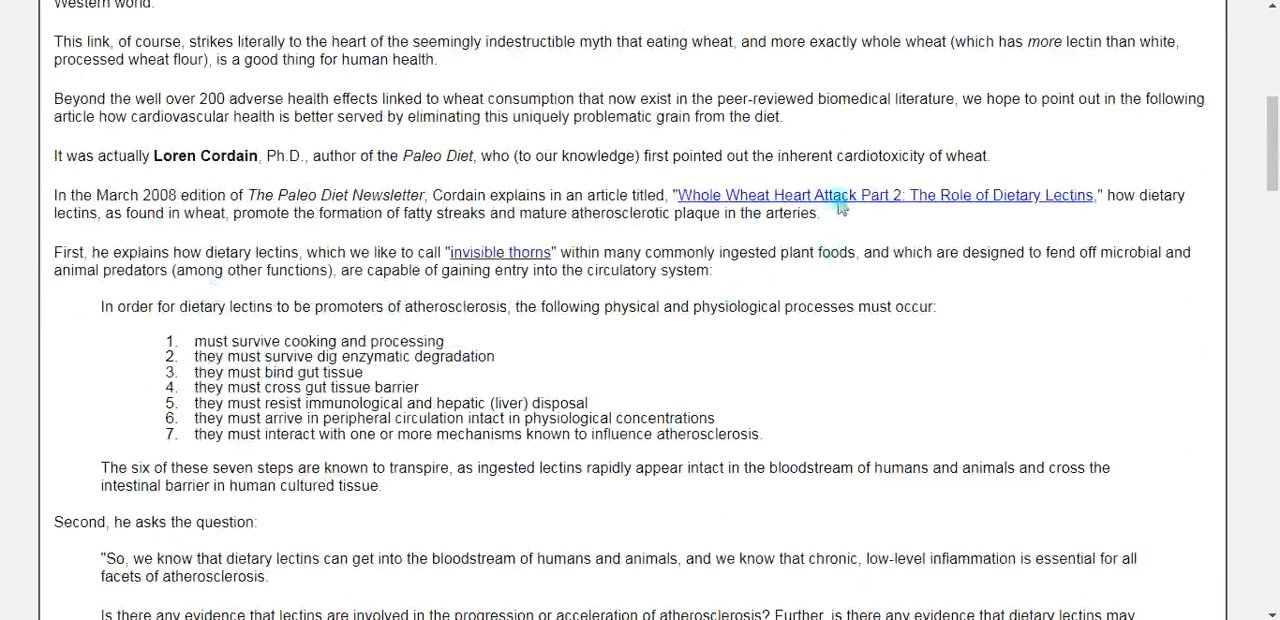 Western world.
This link, of course, strikes literally to the heart of the seemingly indestructible myth that eating wheat, and more exactly whole wheat (which has more lectin than white,
processed wheat flour), is a good thing for human health.
Beyond the well over 200 adverse health effects linked to wheat consumption that now exist in the peer-reviewed biomedical literature, we hope to point out in the following
article how cardiovascular health is better served by eliminating this uniquely problematic grain from the diet.
It was actually Loren Cordain, Ph.D., author of the Paleo Diet, who (to our knowledge) first pointed out the inherent cardiotoxicity of wheat.
In the March 2008 edition of The Paleo Diet Newsletter, Cordain explains in an article titled, "Whole Wheat Heart Attack Part 2: The Role of Dietary Lectins," how dietary
lectins, as found in wheat, promote the formation of fatty streaks and mature atherosclerotic plaque in the arteries.
First, he explains how dietary lectins, which we like to call "invisible thorns" within many commonly ingested plant foods, and which are designed to fend off microbial and
animal predators (among other functions), are capable of gaining entry into the circulatory system:
In order for dietary lectins to be promoters of atherosclerosis, the following physical and physiological processes must occur:
1. must survive cooking and processing
2. they must survive dig enzymatic degradation
3. they must bind gut tissue
4. they must cross gut tissue barrier
5. they must resist immunological and hepatic (liver) disposal
6. they must arrive in peripheral circulation intact in physiological concentrations
7. they must interact with one or more mechanisms known to influence atherosclerosis.
The six of these seven steps are known to transpire, as ingested lectins rapidly appear intact in the bloodstream of humans and animals and cross the
intestinal barrier in human cultured tissue.
Second, he asks the question:
"So, we know that dietary lectins can get into the bloodstream of humans and animals, and we know that chronic, low-level inflammation is essential for all
facets of atherosclerosis.
Is there any evidence that lectins are involved in the progression or acceleration of atherosclerosis? Further, is there any evidence that dietary lectins may